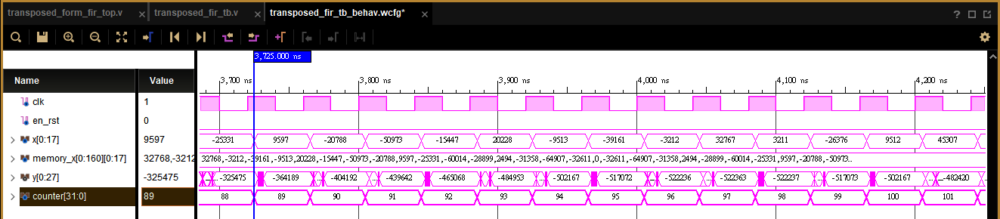 transposed_form_fir_top.v transposed_fir_tb.v transposed_fir_tb_behav.wcfg*
3,725.000 ns
3,700 ns 3,800 ns 3,900 ns 4,000 ns 4,100 ns 4,200 ns
Name Value
clk 1
en_rst 0
x[0:17] 9597 -25331 9597 -20788 -50973 -15447 20228 -9513 -39161 -3212 32767 3211 -26376 9512 45307
memory_x[0:160][0:17] 32768,-3212 32768,-3212,-39161,-9513,20228,-15447,-50973,-20788,9597,-25331,-60014,-28899,2494,-31358,-64907,-32611,0,-32611,-64907,-31358,2494,-28899,-60014,-25331,9597,-20788,-50973...
y[0:27] -325475 -325475 -364189 -404192 -439642 -465068 -484953 -502167 -517072 -522236 -522363 -522237 -517073 -502167 -482420
counter[31:0] 89 88 89 90 91 92 93 94 95 96 97 98 99 100 101